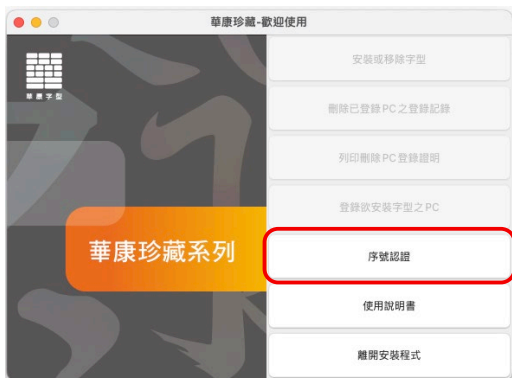 華康珍藏-歡迎使用
華康字型
華康珍藏系列
安裝或移除字型
刪除已登錄PC之登錄記錄
列印刪除PC登錄證明
登錄欲安裝字型之PC
序號認證
使用說明書
離開安裝程式